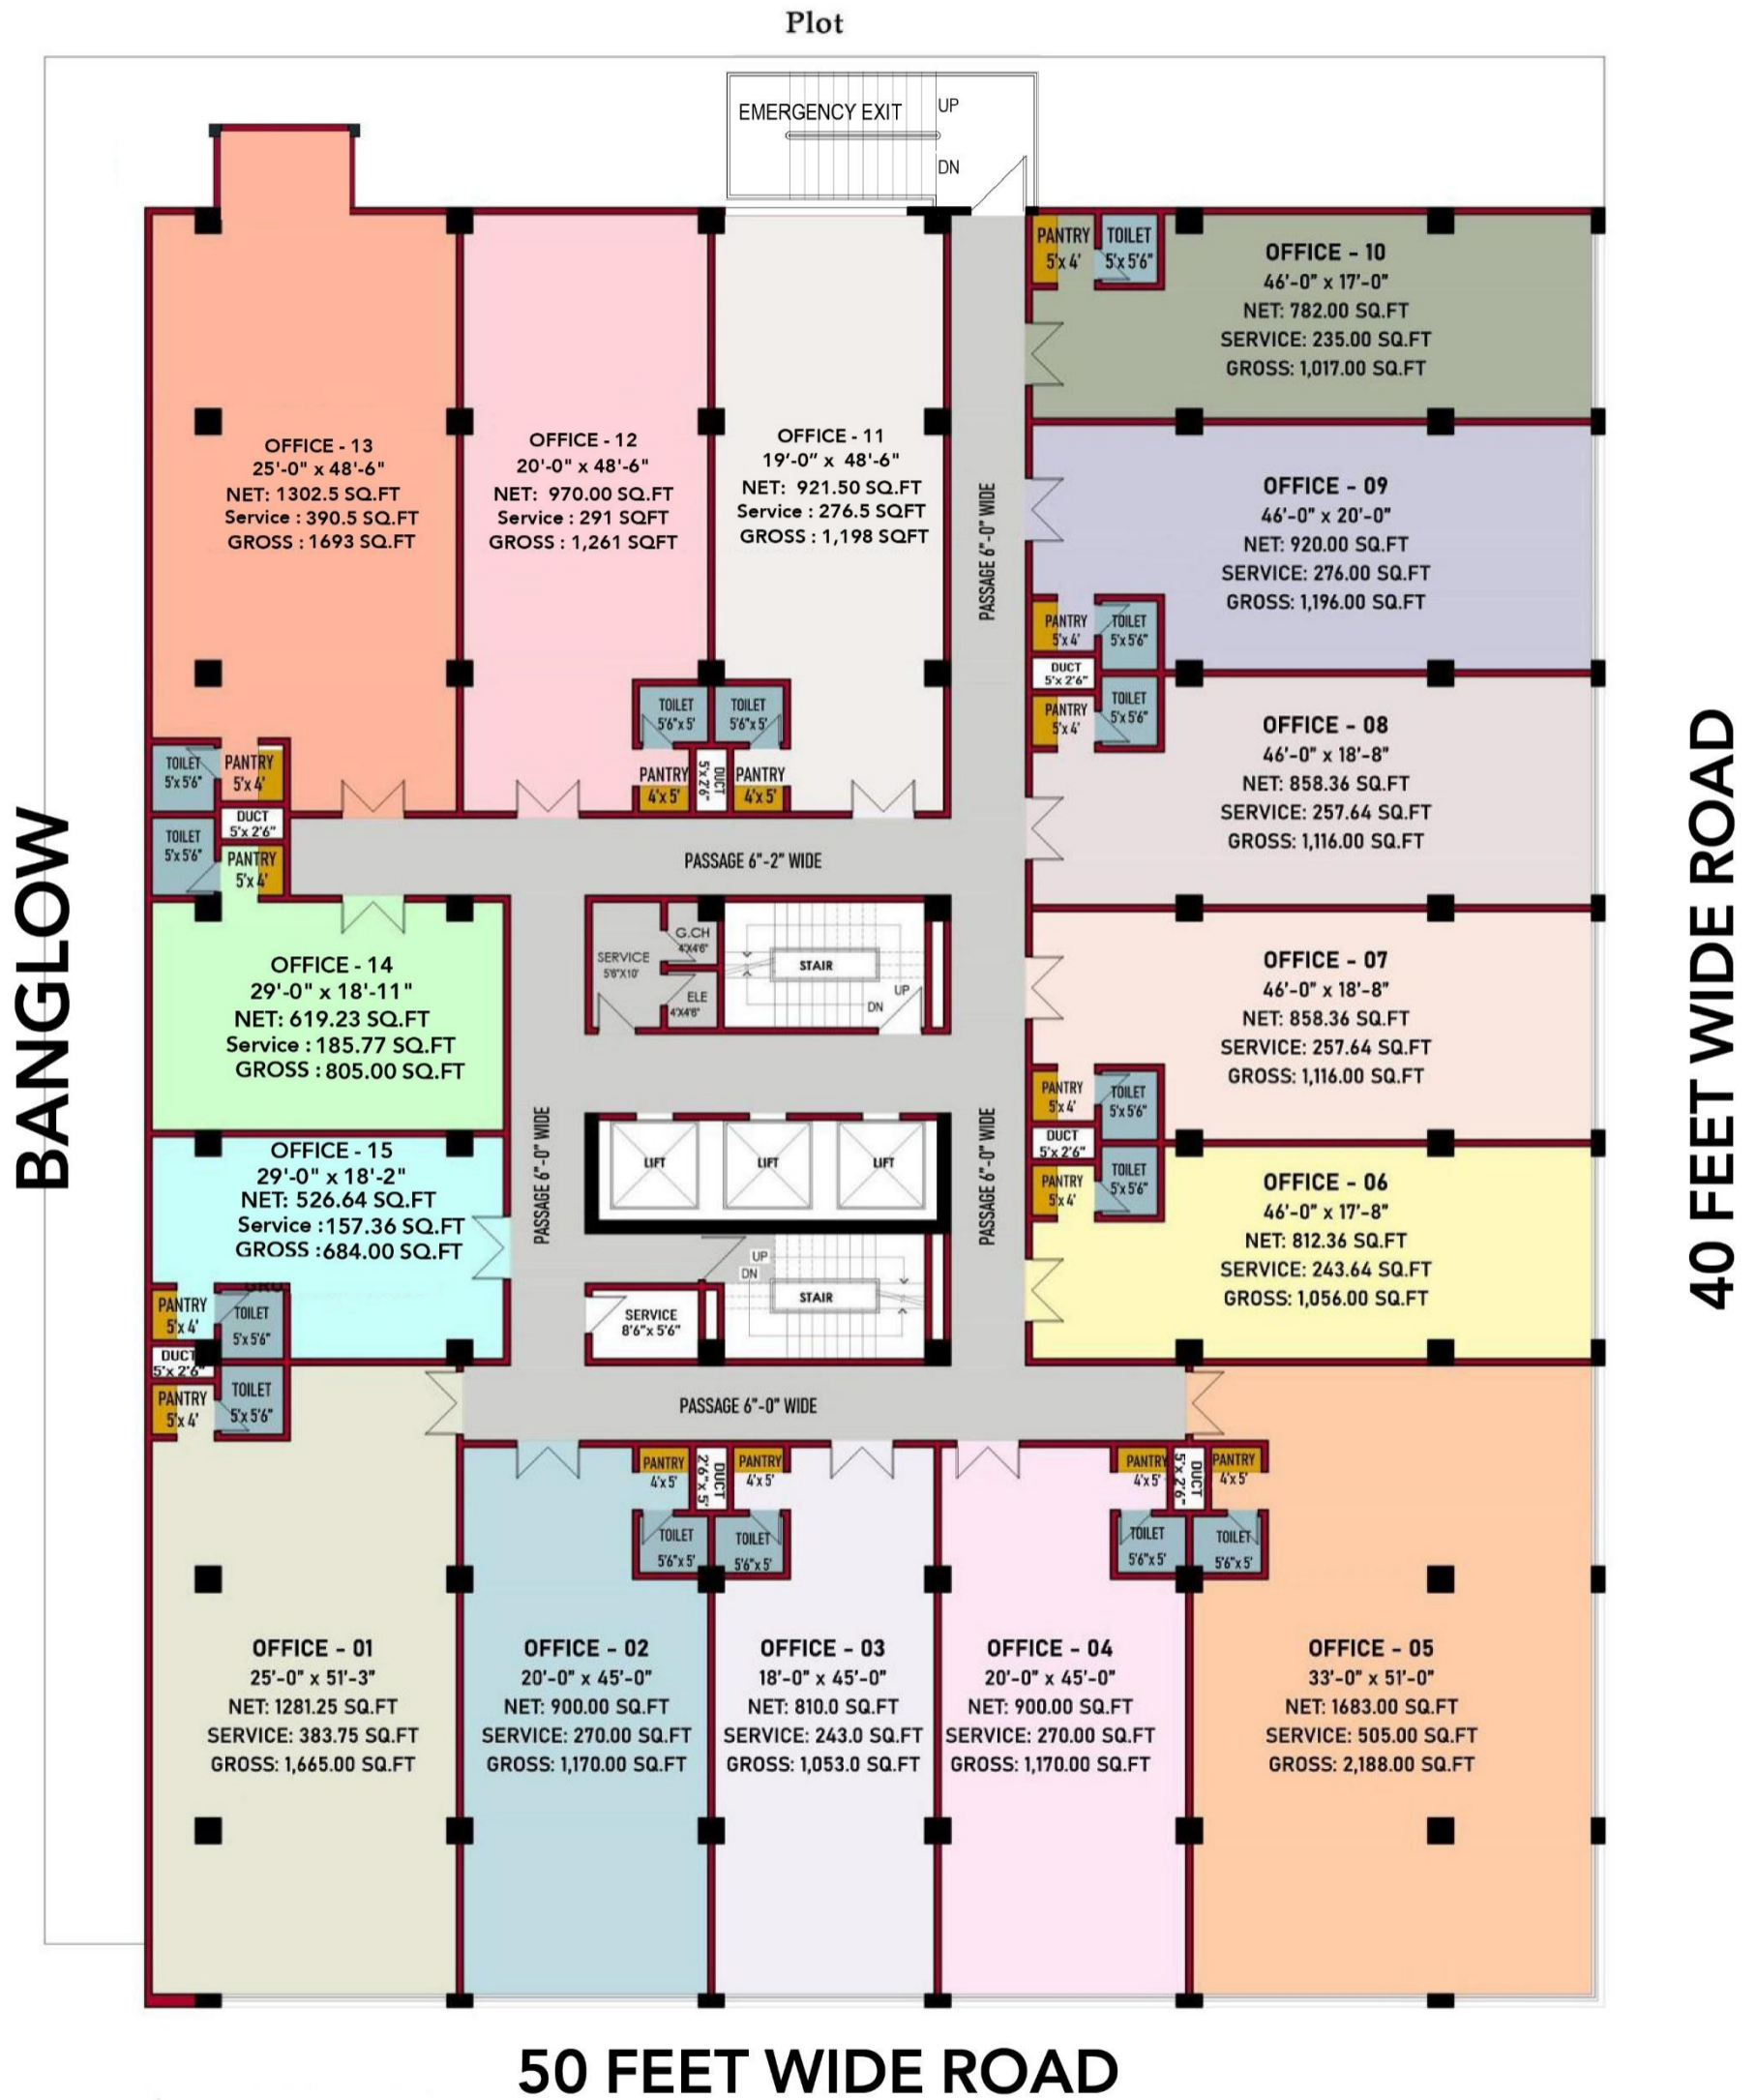 Plot
EMERGENCY EXIT
UP
DN
OFFICE - 13
25'-0" x 48'-6"
NET: 1302.5 SQ.FT
Service : 390.5 SQ.FT
GROSS : 1693 SQ.FT
TOILET
5'x 5'6"
PANTRY
5'x 4'
DUCT
5'x 2'6"
OFFICE - 12
20'-0" x 48'-6"
NET: 970.00 SQ.FT
Service : 291 SQFT
GROSS : 1,261 SQFT
TOILET
5'6"x 5'
PANTRY
4'x 5'
DUCT
5'x 2'6"
OFFICE - 11
19'-0" x 48'-6"
NET: 921.50 SQ.FT
Service : 276.5 SQFT
GROSS : 1,198 SQFT
TOILET
5'6"x 5'
PANTRY
4'x 5'
PASSAGE 6"-0" WIDE
PANTRY
5'x 4'
TOILET
5'x 5'6"
OFFICE - 10
46'-0" x 17'-0"
NET: 782.00 SQ.FT
SERVICE: 235.00 SQ.FT
GROSS: 1,017.00 SQ.FT
OFFICE - 09
46'-0" x 20'-0"
NET: 920.00 SQ.FT
SERVICE: 276.00 SQ.FT
GROSS: 1,196.00 SQ.FT
PANTRY
5'x 4'
TOILET
5'x 5'6"
DUCT
5'x 2'6"
PANTRY
5'x 4'
TOILET
5'x 5'6"
OFFICE - 08
46'-0" x 18'-8"
NET: 858.36 SQ.FT
SERVICE: 257.64 SQ.FT
GROSS: 1,116.00 SQ.FT
PASSAGE 6"-2" WIDE
TOILET
5'x 5'6"
PANTRY
5'x 4'
OFFICE - 14
29'-0" x 18'-11"
NET: 619.23 SQ.FT
Service : 185.77 SQ.FT
GROSS : 805.00 SQ.FT
SERVICE
5'8"X10'
G.CH
4'X4'6"
ELE
4'X4'6"
STAIR
UP
DN
OFFICE - 07
46'-0" x 18'-8"
NET: 858.36 SQ.FT
SERVICE: 257.64 SQ.FT
GROSS: 1,116.00 SQ.FT
PANTRY
5'x 4'
TOILET
5'x 5'6"
DUCT
5'x 2'6"
PANTRY
5'x 4'
TOILET
5'x 5'6"
OFFICE - 06
46'-0" x 17'-8"
NET: 812.36 SQ.FT
SERVICE: 243.64 SQ.FT
GROSS: 1,056.00 SQ.FT
OFFICE - 15
29'-0" x 18'-2"
NET: 526.64 SQ.FT
Service : 157.36 SQ.FT
GROSS : 684.00 SQ.FT
PASSAGE 6"-0" WIDE
LIFT
LIFT
LIFT
PASSAGE 6"-0" WIDE
UP
DN
STAIR
SERVICE
8'6"x 5'6"
PANTRY
5'x 4'
TOILET
5'x 5'6"
DUCT
5'x 2'6"
PANTRY
5'x 4'
TOILET
5'x 5'6"
PASSAGE 6"-0" WIDE
OFFICE - 01
25'-0" x 51'-3"
NET: 1281.25 SQ.FT
SERVICE: 383.75 SQ.FT
GROSS: 1,665.00 SQ.FT
PANTRY
4'x 5'
DUCT
2'6"x 5'
PANTRY
4'x 5'
TOILET
5'6"x 5'
TOILET
5'6"x 5'
OFFICE - 02
20'-0" x 45'-0"
NET: 900.00 SQ.FT
SERVICE: 270.00 SQ.FT
GROSS: 1,170.00 SQ.FT
OFFICE - 03
18'-0" x 45'-0"
NET: 810.0 SQ.FT
SERVICE: 243.0 SQ.FT
GROSS: 1,053.0 SQ.FT
PANTRY
4'x 5'
DUCT
5'x 2'6"
PANTRY
4'x 5'
TOILET
5'6"x 5'
TOILET
5'6"x 5'
OFFICE - 04
20'-0" x 45'-0"
NET: 900.00 SQ.FT
SERVICE: 270.00 SQ.FT
GROSS: 1,170.00 SQ.FT
OFFICE - 05
33'-0" x 51'-0"
NET: 1683.00 SQ.FT
SERVICE: 505.00 SQ.FT
GROSS: 2,188.00 SQ.FT
BANGLOW
40 FEET WIDE ROAD
50 FEET WIDE ROAD